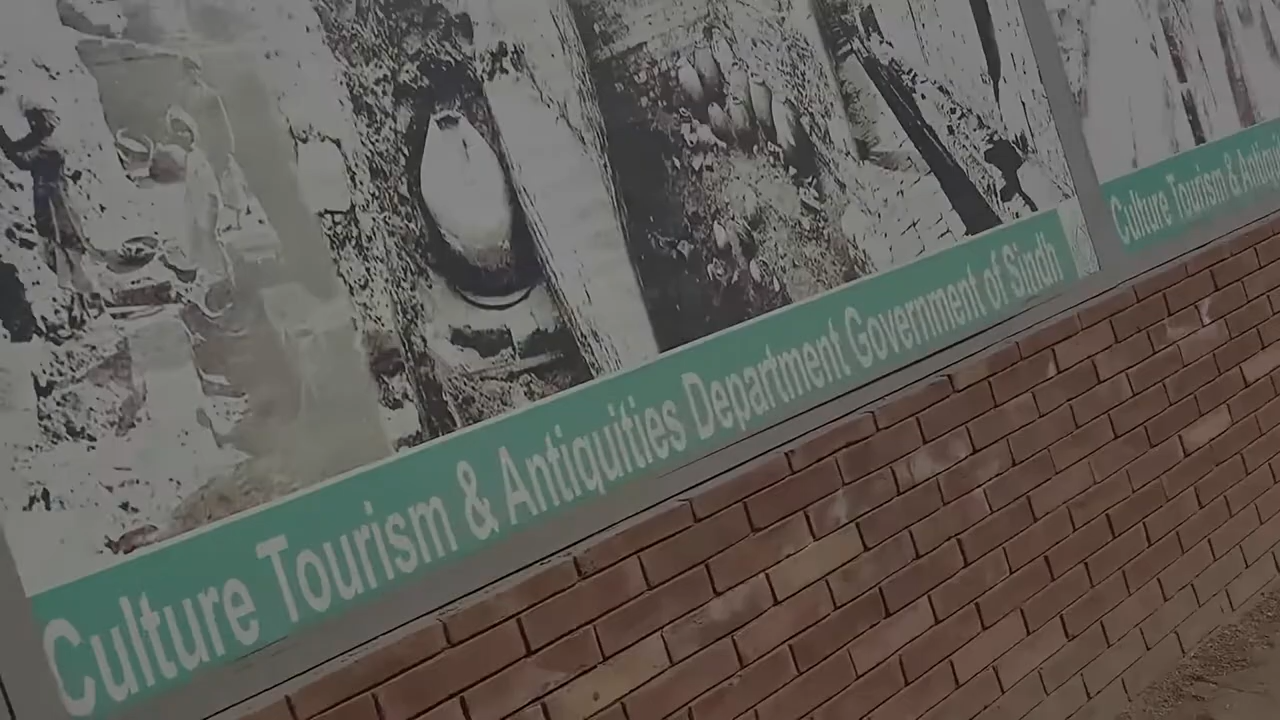 Culture Tourism & Antiquities Department Government of Sindh
Culture Tourism &